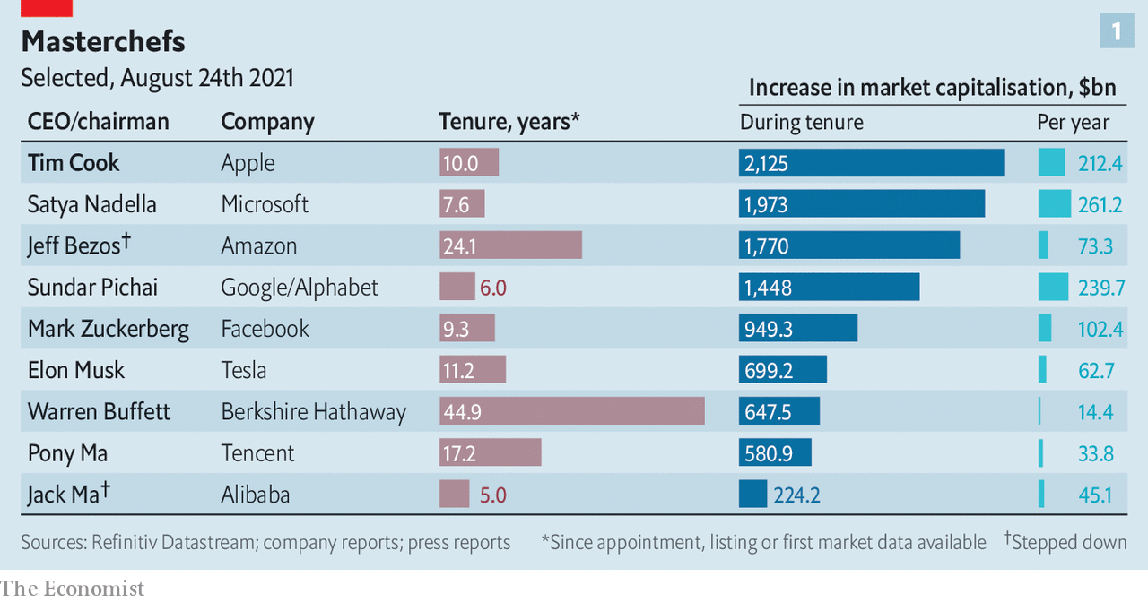 1
Masterchefs
Selected, August 24th 2021
Increase in market capitalisation, $bn
CEO/chairman Company Tenure, years* During tenure Per year
Tim Cook Apple 10.0 2,125 212.4
Satya Nadella Microsoft 7.6 1,973 261.2
Jeff Bezos† Amazon 24.1 1,770 73.3
Sundar Pichai Google/Alphabet 6.0 1,448 239.7
Mark Zuckerberg Facebook 9.3 949.3 102.4
Elon Musk Tesla 11.2 699.2 62.7
Warren Buffett Berkshire Hathaway 44.9 647.5 14.4
Pony Ma Tencent 17.2 580.9 33.8
Jack Ma† Alibaba 5.0 224.2 45.1
Sources: Refinitiv Datastream; company reports; press reports *Since appointment, listing or first market data available †Stepped down
The Economist